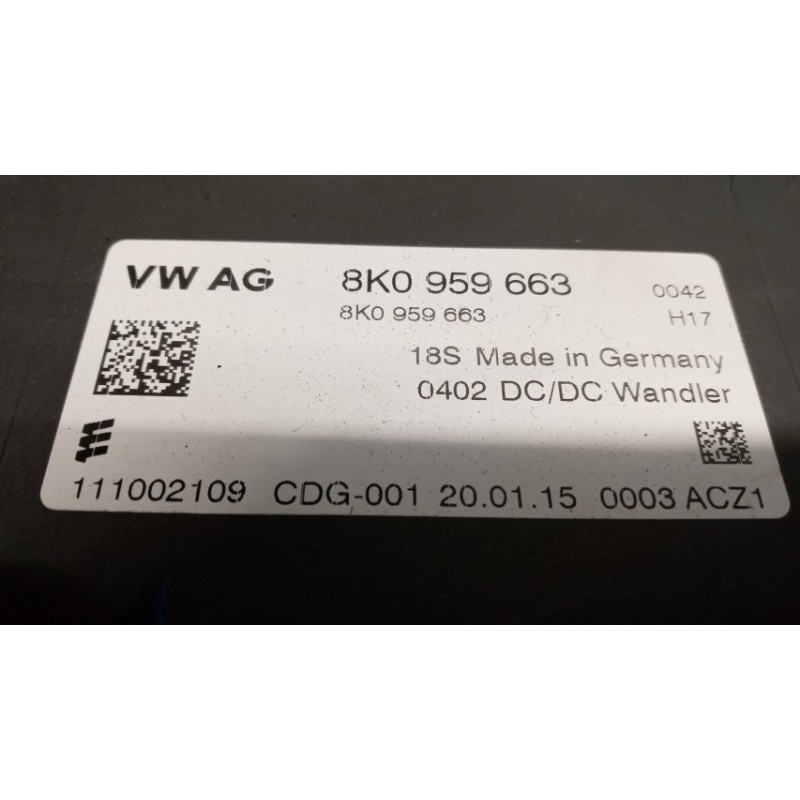 VW AG 8K0 959 663 0042
8K0 959 663 H17
18S Made in Germany
0402 DC/DC Wandler
111002109 CDG-001 20.01.15 0003 ACZ1